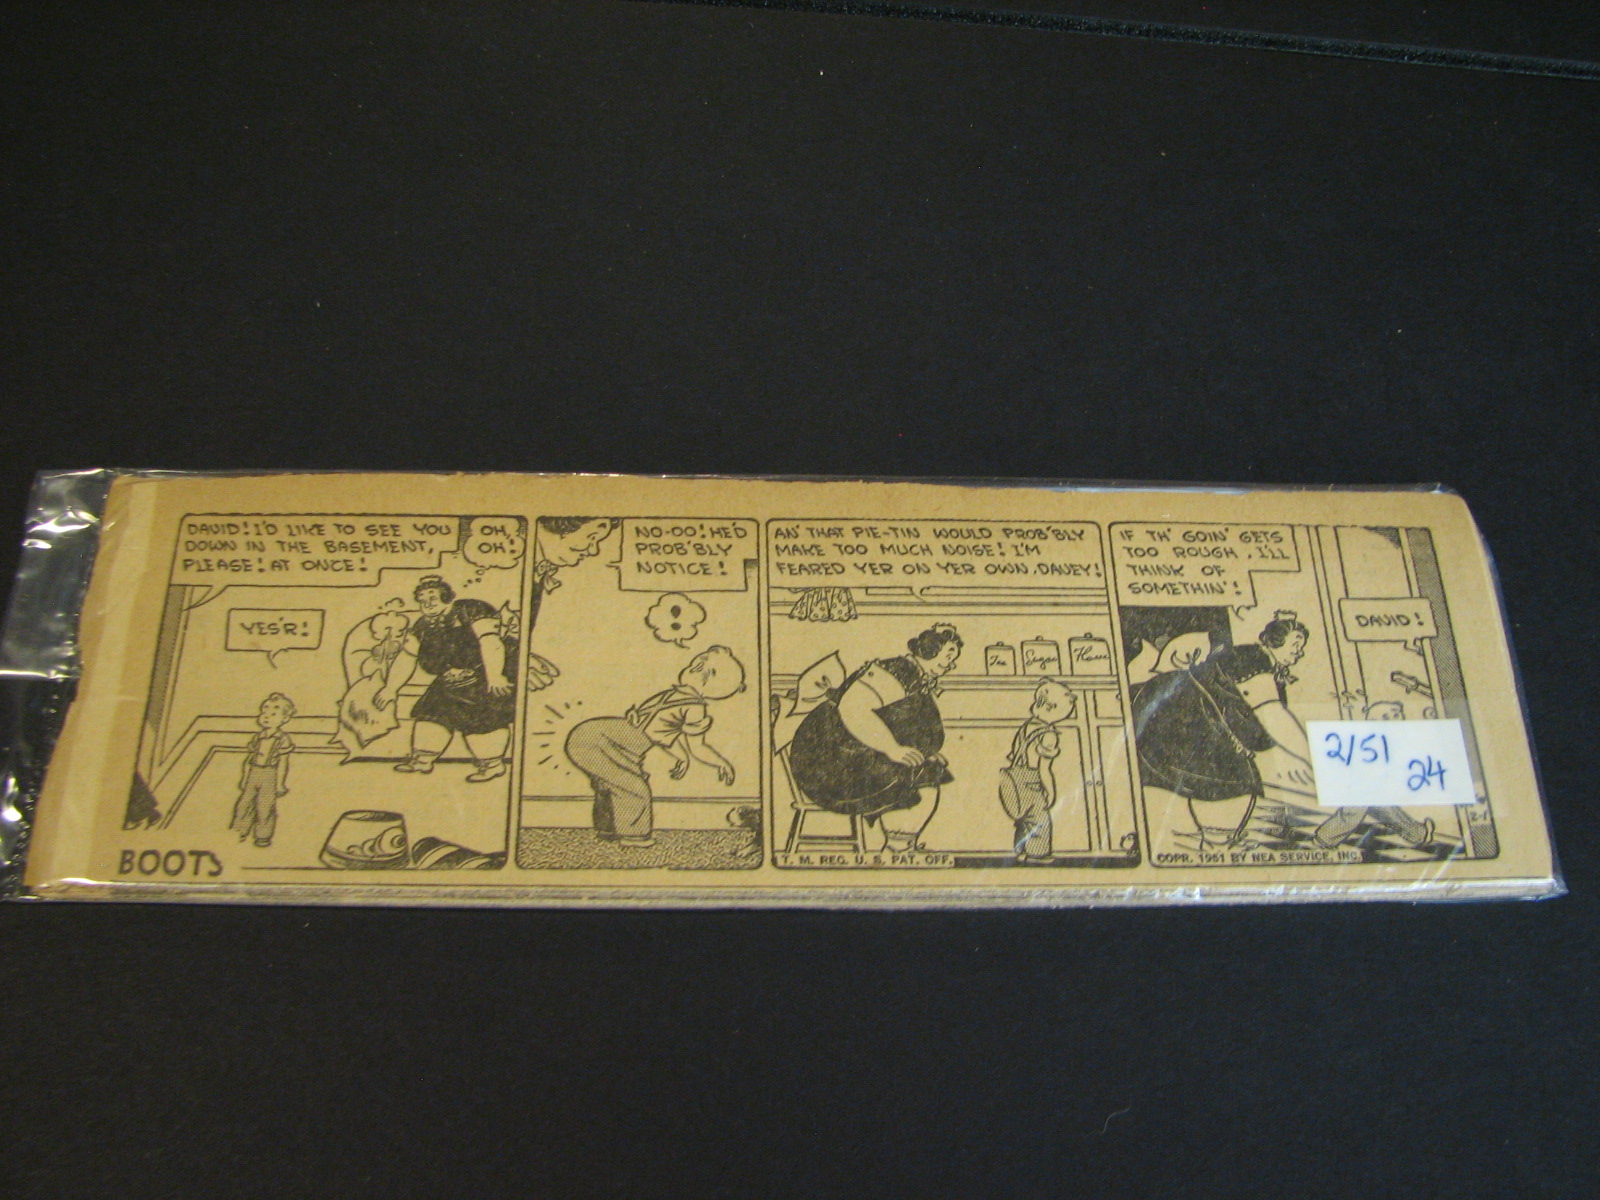 DAVID! I'D LIKE TO SEE YOU
DOWN IN THE BASEMENT,
PLEASE! AT ONCE!
OH,
OH!
YES'R!
BOOTS
NO-OO! HE'D
PROB'BLY
NOTICE!
AN' THAT PIE-TIN WOULD PROB'BLY
MAKE TOO MUCH NOISE! I'M
FEARED YER ON YER OWN, DAVEY!
Tea
Sugar
Flour
T. M. REG. U. S. PAT. OFF.
IF TH' GOIN' GETS
TOO ROUGH, I'LL
THINK OF
SOMETHIN'!
DAVID!
2/51
24
2-1
COPR. 1951 BY NEA SERVICE, INC.